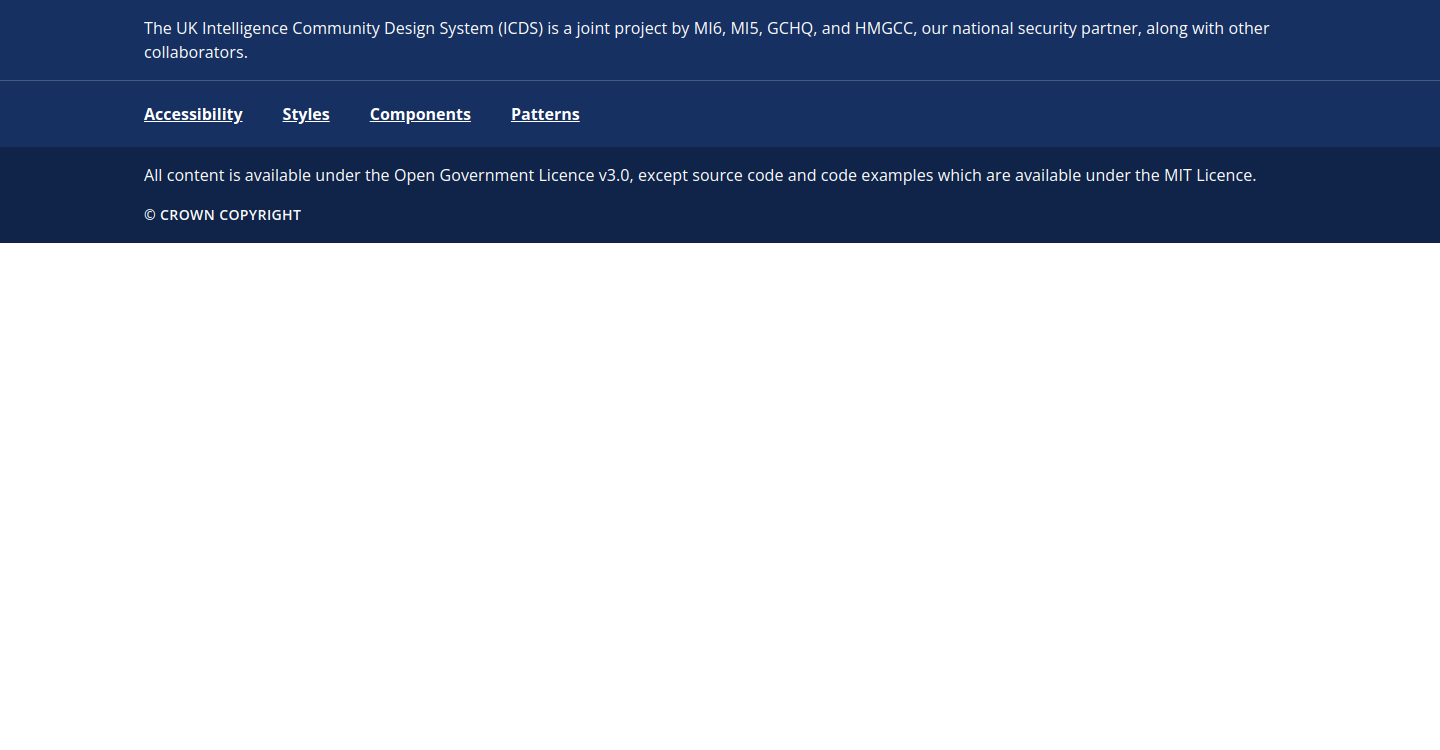 The UK Intelligence Community Design System (ICDS) is a joint project by MI6, MI5, GCHQ, and HMGCC, our national security partner, along with other
collaborators.
Accessibility Styles Components Patterns
All content is available under the Open Government Licence v3.0, except source code and code examples which are available under the MIT Licence.
© CROWN COPYRIGHT